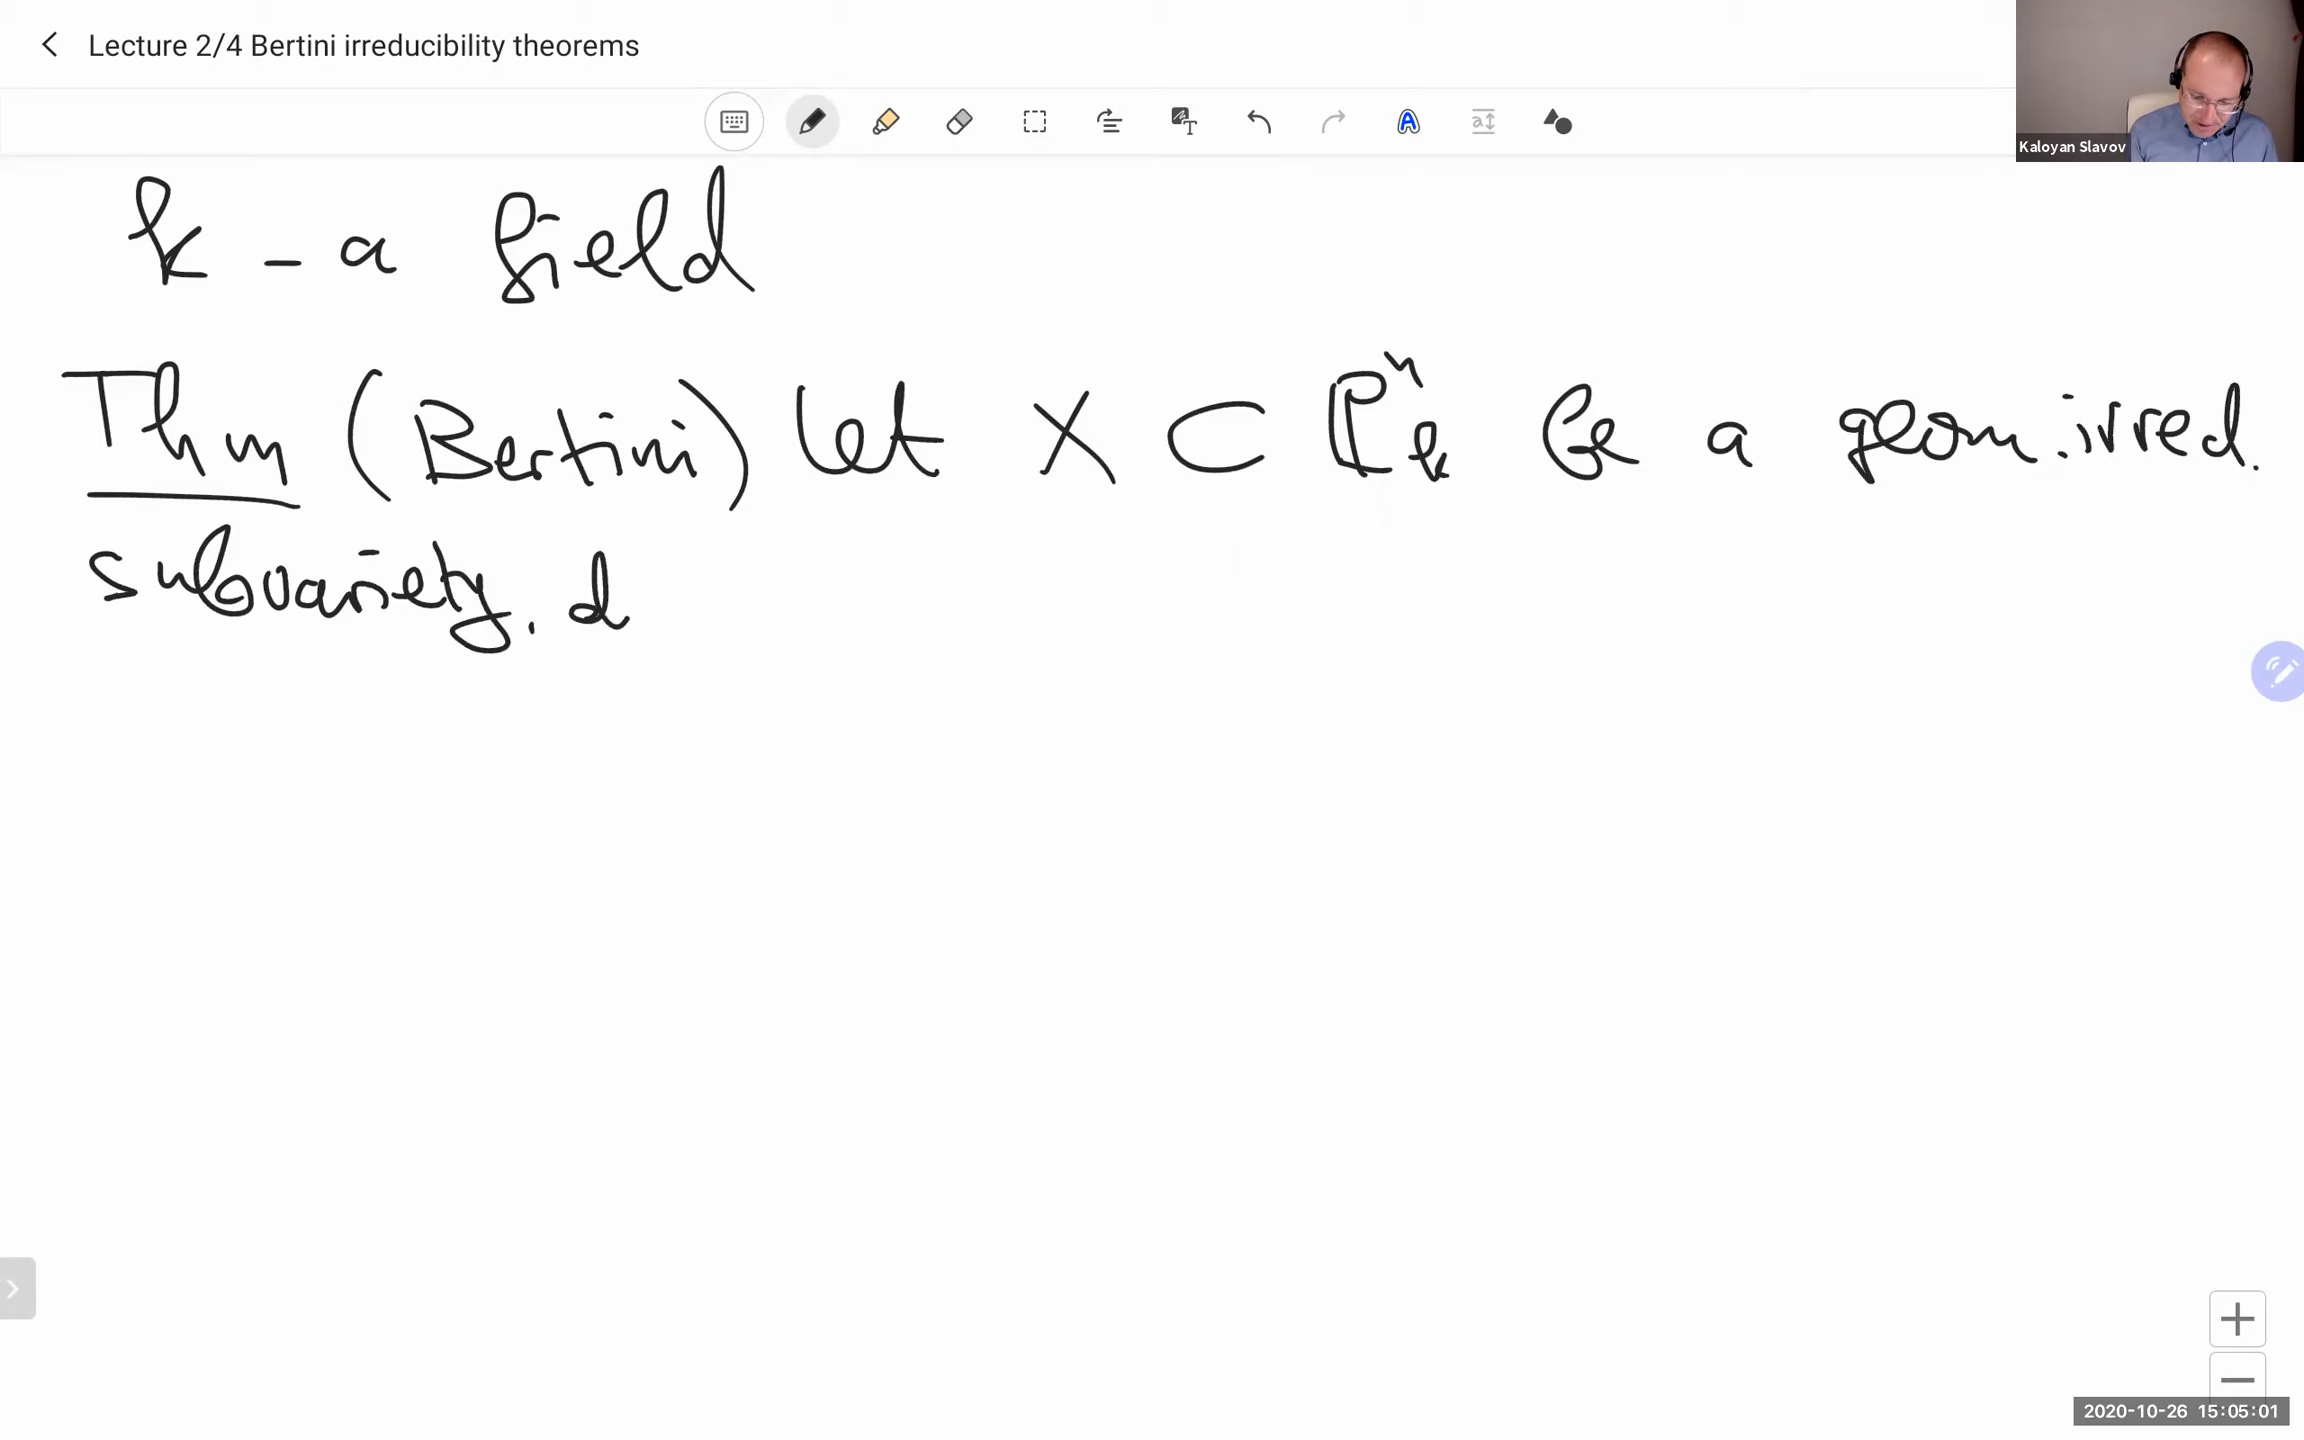 Lecture 2/4 Bertini irreducibility theorems
Kaloyan Slavov
k - a field
Thm (Bertini) Let X ⊂ ℙⁿₖ be a geom. irred.
subvariety. d
2020-10-26 15:05:01